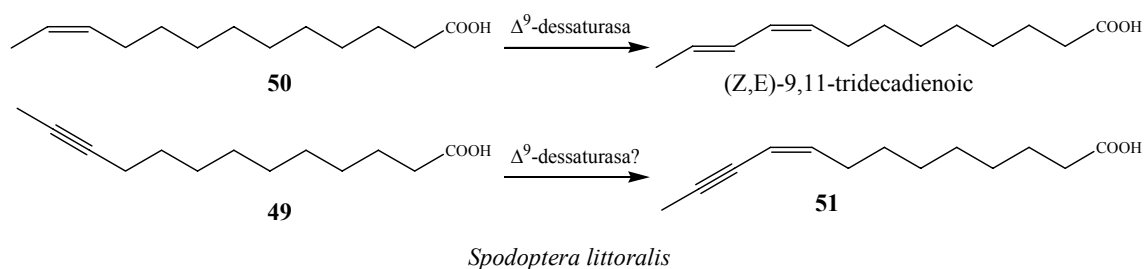 COOH
Δ⁹-dessaturasa
COOH
50
(Z,E)-9,11-tridecadienoic
COOH
Δ⁹-dessaturasa?
COOH
49
51
Spodoptera littoralis